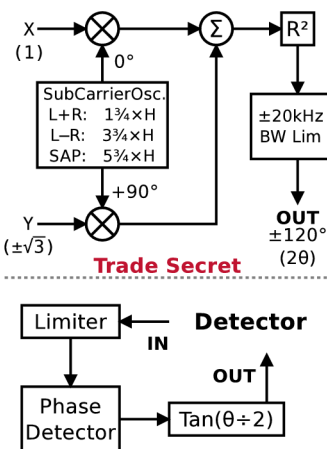 X
(1)
Σ
R²
0°
SubCarrierOsc.
L+R: 1¾×H
L−R: 3¾×H
SAP: 5¾×H
±20kHz
BW Lim
+90°
Y
(±√3)
OUT
±120°
(2θ)
Trade Secret
Limiter
IN
Detector
OUT
Phase
Detector
Tan(θ÷2)